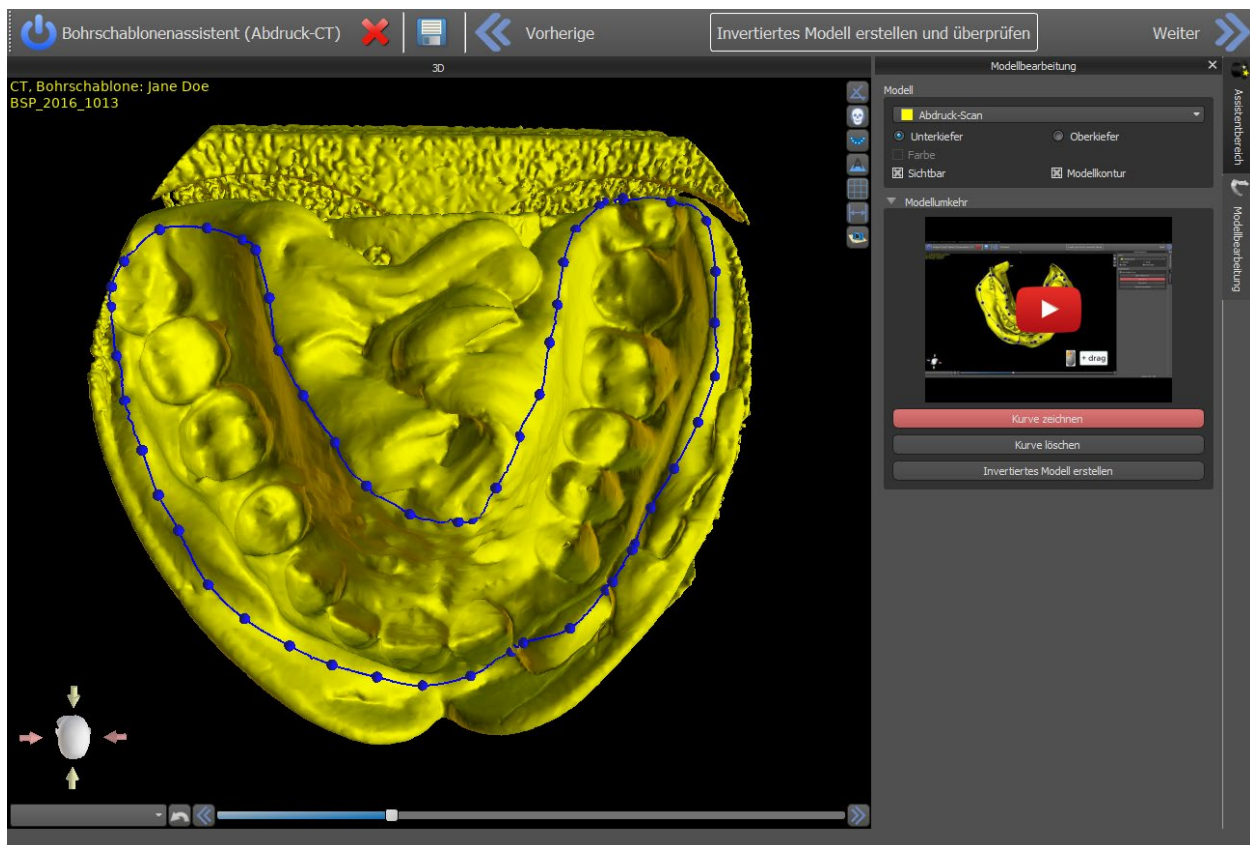 Bohrschablonenassistent (Abdruck-CT)
Vorherige
Invertiertes Modell erstellen und überprüfen
Weiter
3D
CT, Bohrschablone: Jane Doe
BSP_2016_1013
Modellbearbeitung
Modell
Abdruck-Scan
Unterkiefer
Oberkiefer
Farbe
Sichtbar
Modellkontur
Modellumkehr
+ drag
Kurve zeichnen
Kurve löschen
Invertiertes Modell erstellen
Assistentbereich
Modellbearbeitung